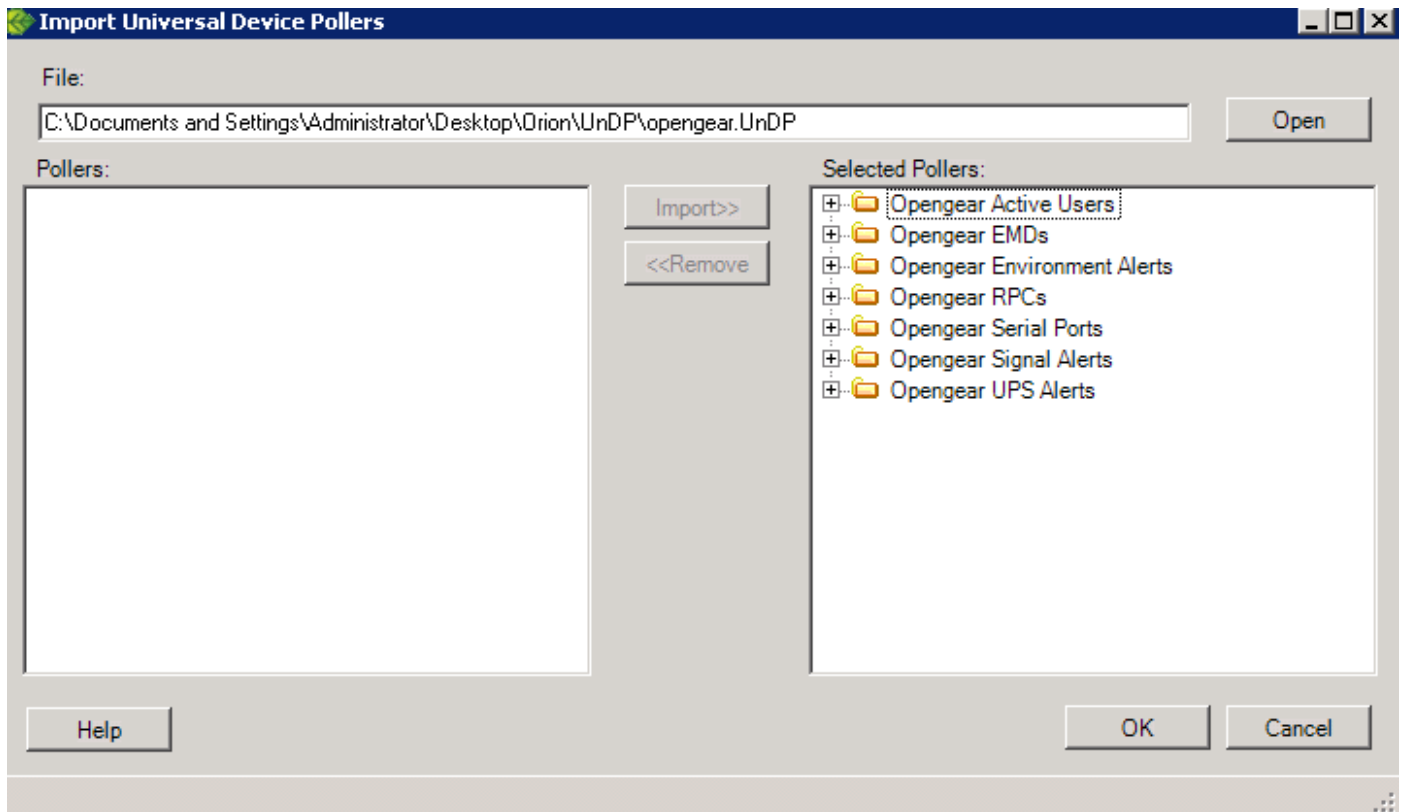 Import Universal Device Pollers
File:
C:\Documents and Settings\Administrator\Desktop\Orion\UnDP\opengear.UnDP
Open
Pollers:
Import>>
<<Remove
Selected Pollers:
Opengear Active Users
Opengear EMDs
Opengear Environment Alerts
Opengear RPCs
Opengear Serial Ports
Opengear Signal Alerts
Opengear UPS Alerts
Help
OK
Cancel